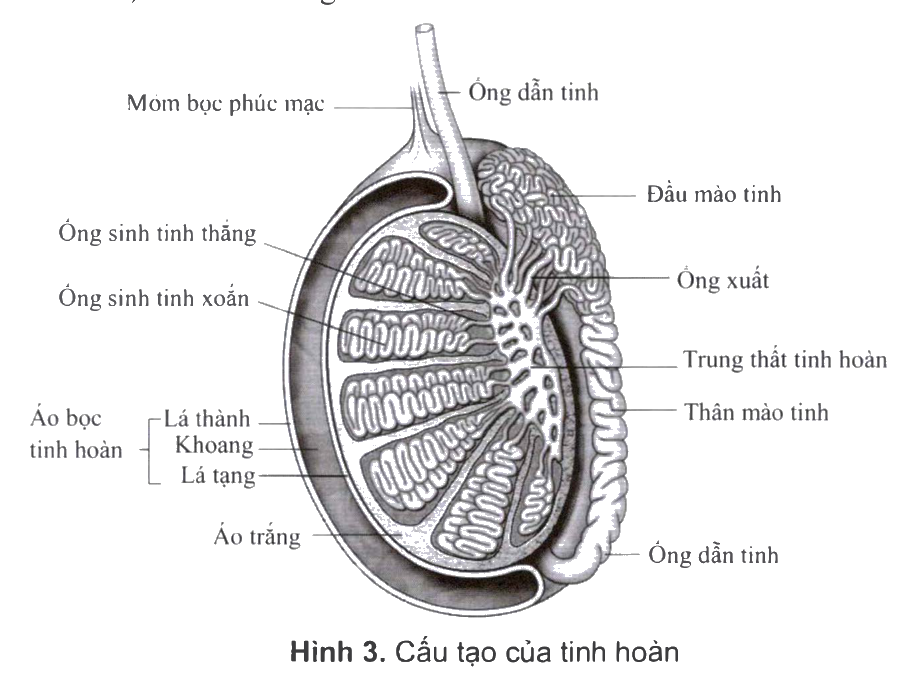 Ống dẫn tinh
Mỏm bọc phúc mạc
Đầu mào tinh
Ống sinh tinh thẳng
Ống xuất
Ống sinh tinh xoắn
Trung thất tinh hoàn
Thân mào tinh
Áo bọc
tinh hoàn
Lá thành
Khoang
Lá tạng
Áo trắng
Ống dẫn tinh
Hình 3. Cấu tạo của tinh hoàn